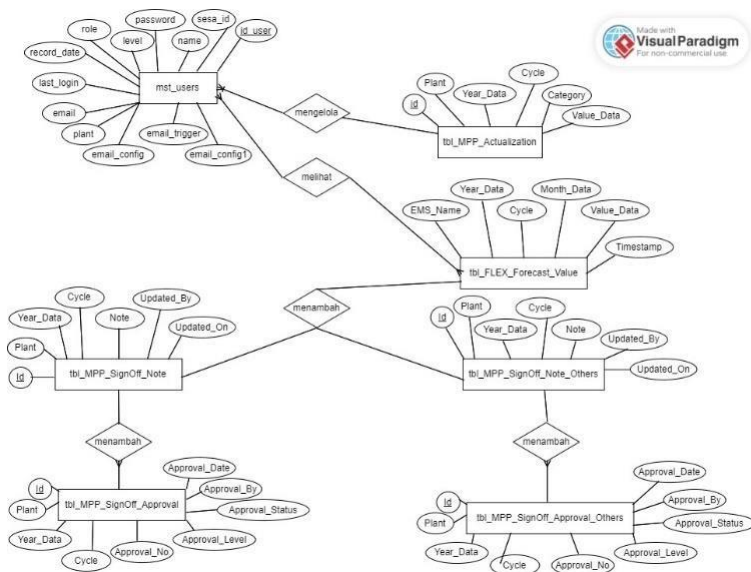 Made with
VisualParadigm
For non-commercial use
password
sesa_id
role
level
name
id_user
record_date
mst_users
last_login
email
plant
email_trigger
email_config
email_config1
mengelola
Cycle
Plant
Year_Data
Category
Id
Value_Data
tbl_MPP_Actualization
melihat
Year_Data
Month_Data
EMS_Name
Cycle
Value_Data
Timestamp
tbl_FLEX_Forecast_Value
menambah
Cycle
Updated_By
Year_Data
Note
Updated_On
Plant
Id
tbl_MPP_SignOff_Note
Plant
Cycle
Id
Year_Data
Note
Updated_By
Updated_On
tbl_MPP_SignOff_Note_Others
menambah
menambah
Approval_Date
Id
Approval_By
Plant
tbl_MPP_SignOff_Approval
Approval_Status
Year_Data
Approval_Level
Cycle
Approval_No
Approval_Date
Id
Approval_By
Plant
tbl_MPP_SignOff_Approval_Others
Approval_Status
Year_Data
Approval_Level
Cycle
Approval_No